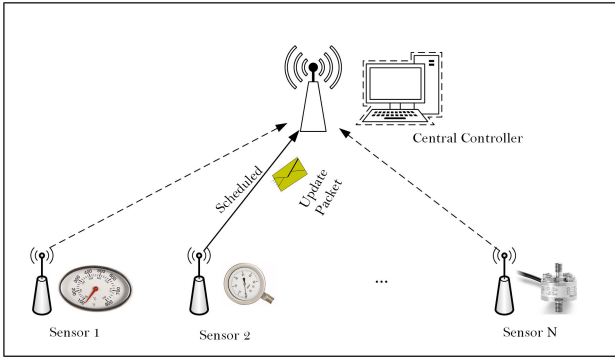 Central Controller
Scheduled
Update
Packet
...
Sensor 1
Sensor 2
Sensor N